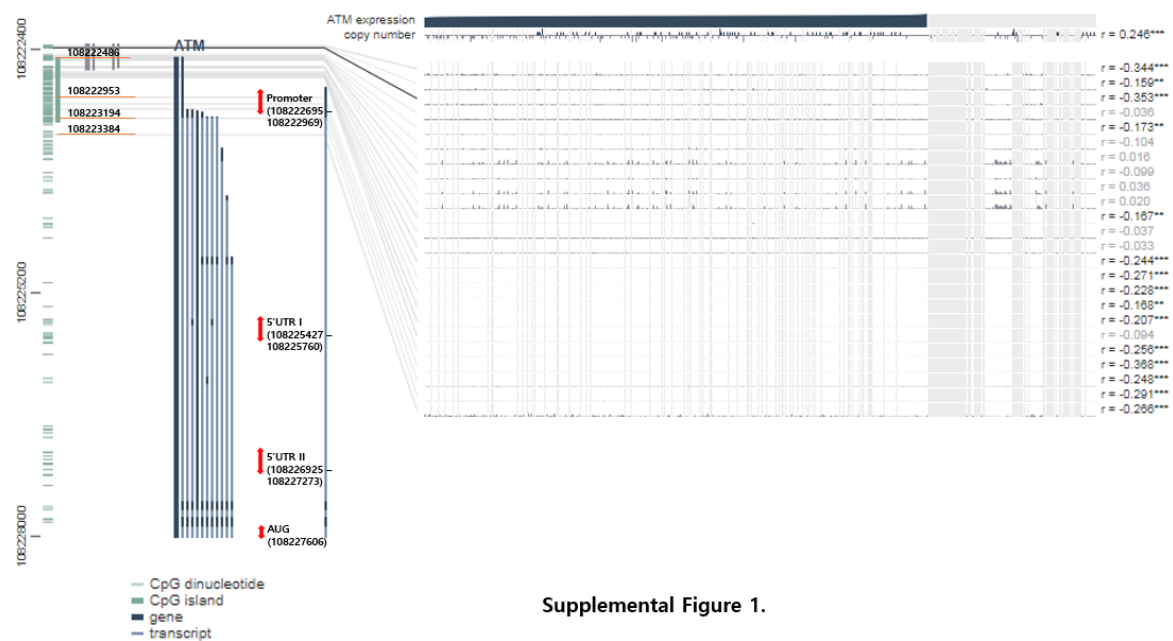 ATM expression
copy number
r = 0.246***
108222400
ATM
108222486
108222953
108223194
108223384
Promoter
(108222695
108222969)
r = -0.344***
r = -0.159**
r = -0.353***
r = -0.036
r = -0.173**
r = -0.104
r = 0.016
r = -0.099
r = 0.036
r = 0.020
r = -0.167**
r = -0.037
r = -0.033
r = -0.244***
r = -0.271***
r = -0.228***
r = -0.168**
r = -0.207***
r = -0.094
r = -0.256***
r = -0.368***
r = -0.248***
r = -0.291***
r = -0.266***
108225200
5'UTR I
(108225427
108225760)
5'UTR II
(108226925
108227273)
AUG
(108227606)
108228000
CpG dinucleotide
CpG island
gene
transcript
Supplemental Figure 1.